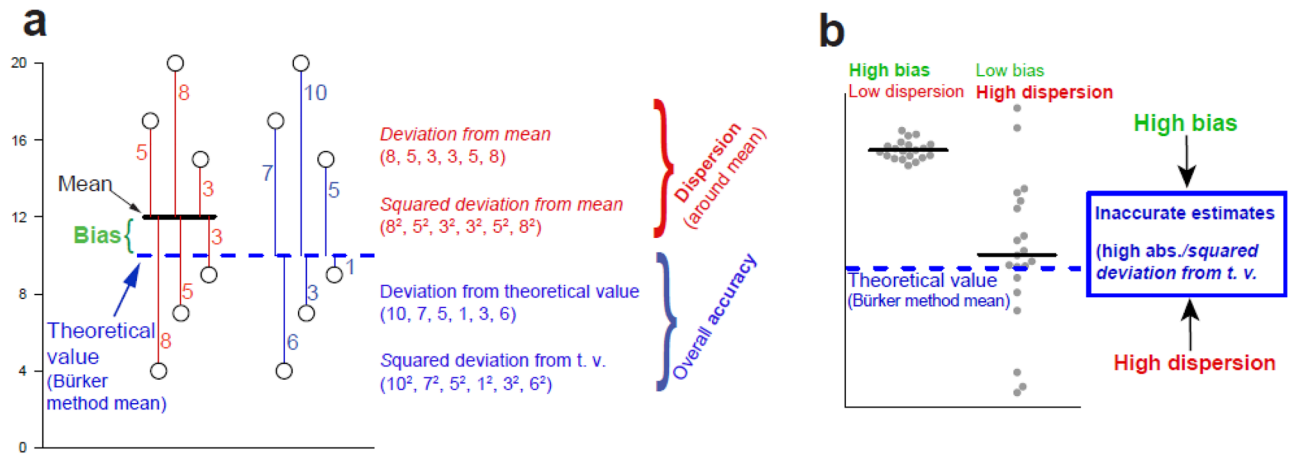 a
20
16
12
8
4
0
Mean
Bias
Theoretical
value
(Bürker
method mean)
5
8
3
8
5
3
7
10
5
6
3
1
Deviation from mean
(8, 5, 3, 3, 5, 8)
Squared deviation from mean
(8², 5², 3², 3², 5², 8²)
Dispersion
(around mean)
Deviation from theoretical value
(10, 7, 5, 1, 3, 6)
Squared deviation from t. v.
(10², 7², 5², 1², 3², 6²)
Overall accuracy
b
High bias
Low dispersion
Low bias
High dispersion
Theoretical value
(Bürker method mean)
High bias
Inaccurate estimates
(high abs./squared
deviation from t. v.
High dispersion